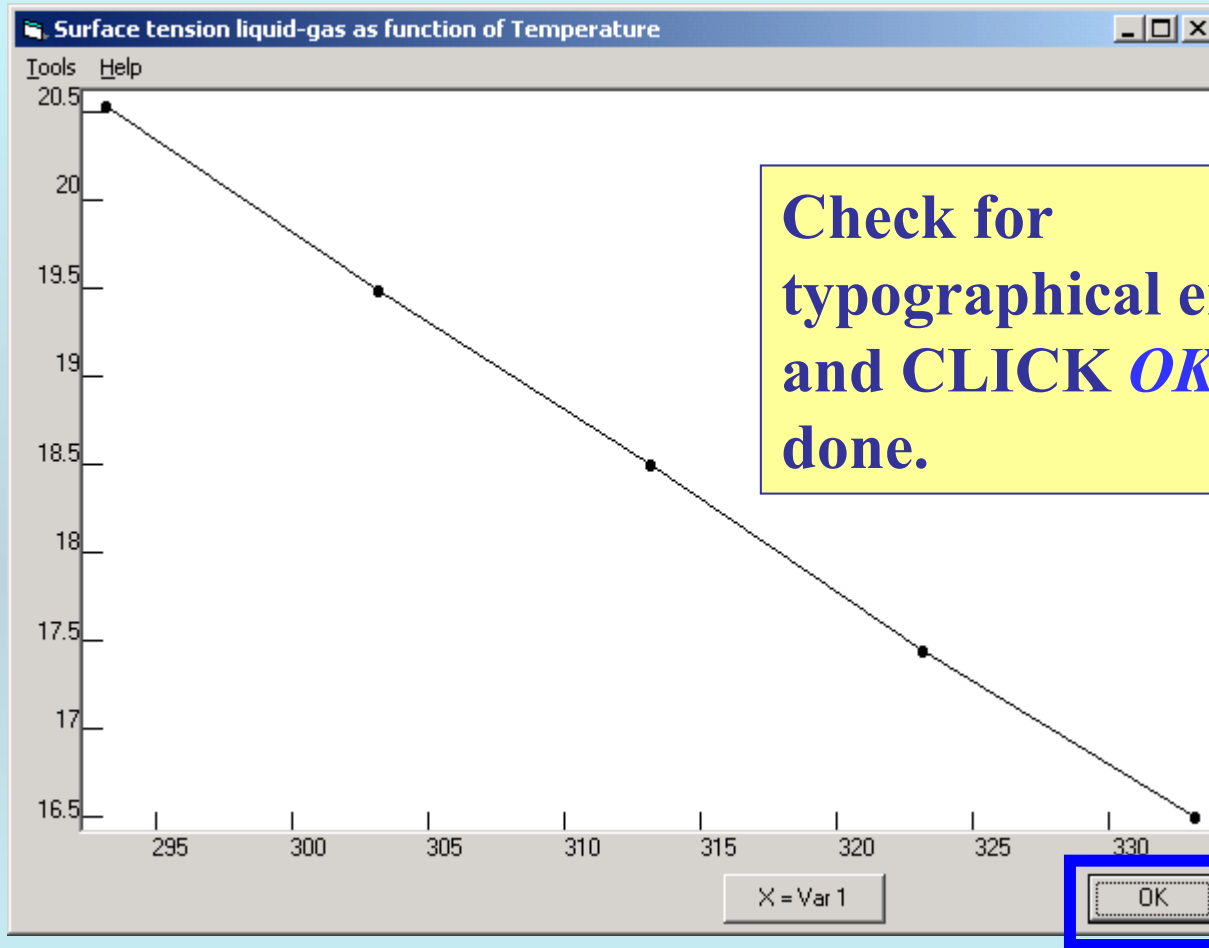 Surface tension liquid-gas as function of Temperature
Tools Help
20.5
20
19.5
19
18.5
18
17.5
17
16.5
Check for
typographical
and CLICK OK
done.
295 300 305 310 315 320 325 330
X = Var 1
OK